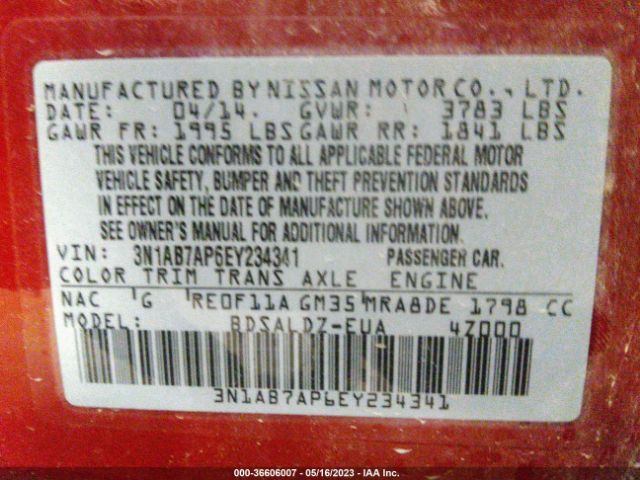 MANUFACTURED BY NISSAN MOTOR CO., LTD.
DATE: 04/14. GVWR: 3783 LBS
GAWR FR: 1995 LBS GAWR RR: 1841 LBS
THIS VEHICLE CONFORMS TO ALL APPLICABLE FEDERAL MOTOR
VEHICLE SAFETY, BUMPER AND THEFT PREVENTION STANDARDS
IN EFFECT ON THE DATE OF MANUFACTURE SHOWN ABOVE.
SEE OWNER'S MANUAL FOR ADDITIONAL INFORMATION.
VIN: 3N1AB7AP6EY234341 PASSENGER CAR.
COLOR TRIM TRANS AXLE ENGINE
NAC G RE0F11A GM35 MRA8DE 1798 CC
MODEL: BDSALDZ-EUA 4Z000
3N1AB7AP6EY234341
000-36606007 - 05/16/2023 - IAA Inc.